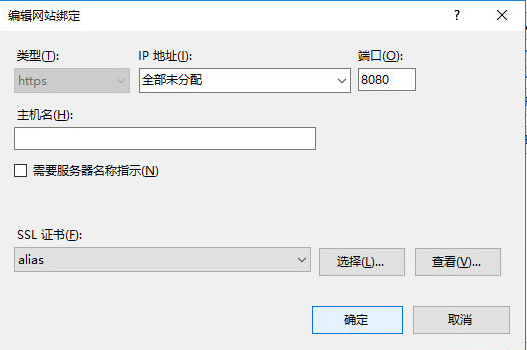 编辑网站绑定
?
类型(T):
IP 地址(I):
端口(O):
https
全部未分配
8080
主机名(H):
需要服务器名称指示(N)
SSL 证书(F):
alias
选择(L)...
查看(V)...
确定
取消